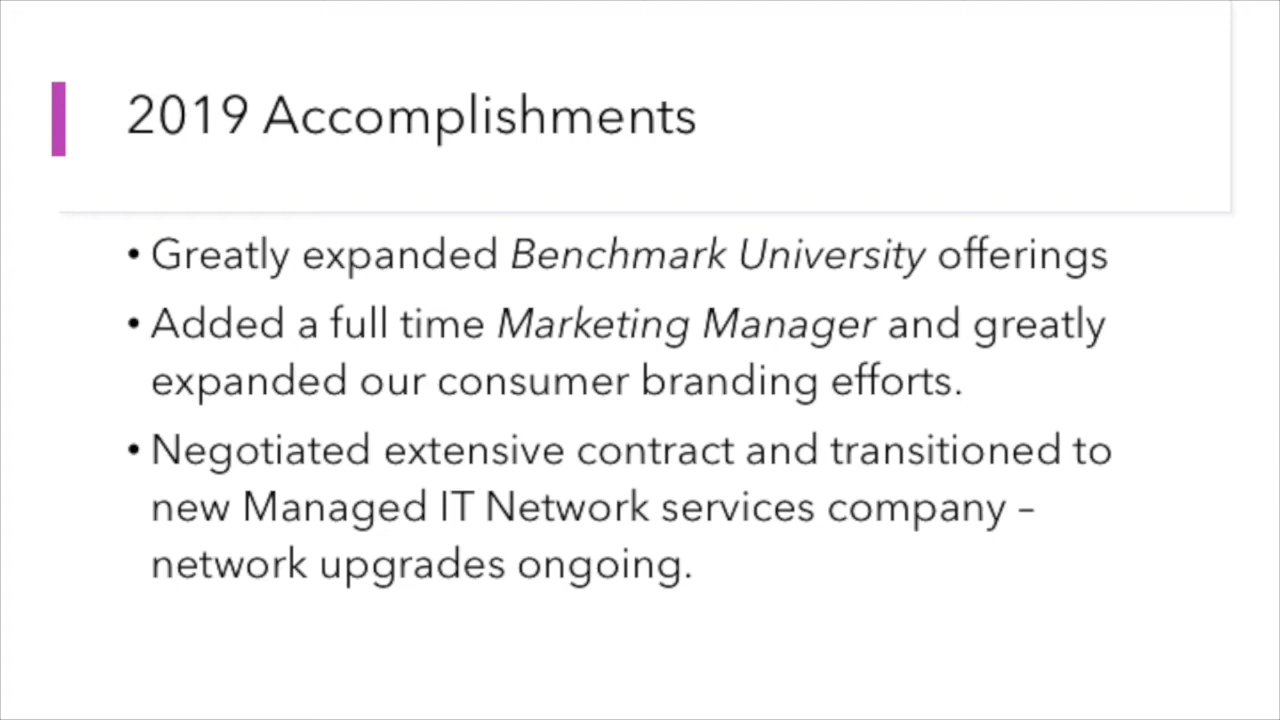 2019 Accomplishments
• Greatly expanded Benchmark University offerings
• Added a full time Marketing Manager and greatly
expanded our consumer branding efforts.
• Negotiated extensive contract and transitioned to
new Managed IT Network services company –
network upgrades ongoing.